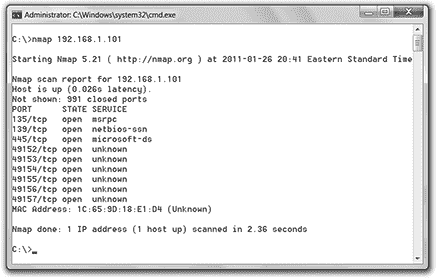 Administrator: C:\Windows\system32\cmd.exe
C:\>nmap 192.168.1.101
Starting Nmap 5.21 ( http://nmap.org ) at 2011-01-26 20:41 Eastern Standard Time
Nmap scan report for 192.168.1.101
Host is up (0.026s latency).
Not shown: 991 closed ports
PORT      STATE SERVICE
135/tcp   open  msrpc
139/tcp   open  netbios-ssn
445/tcp   open  microsoft-ds
49152/tcp open  unknown
49153/tcp open  unknown
49154/tcp open  unknown
49155/tcp open  unknown
49156/tcp open  unknown
49157/tcp open  unknown
MAC Address: 1C:65:9D:18:E1:D4 (Unknown)
Nmap done: 1 IP address (1 host up) scanned in 2.36 seconds
C:\>